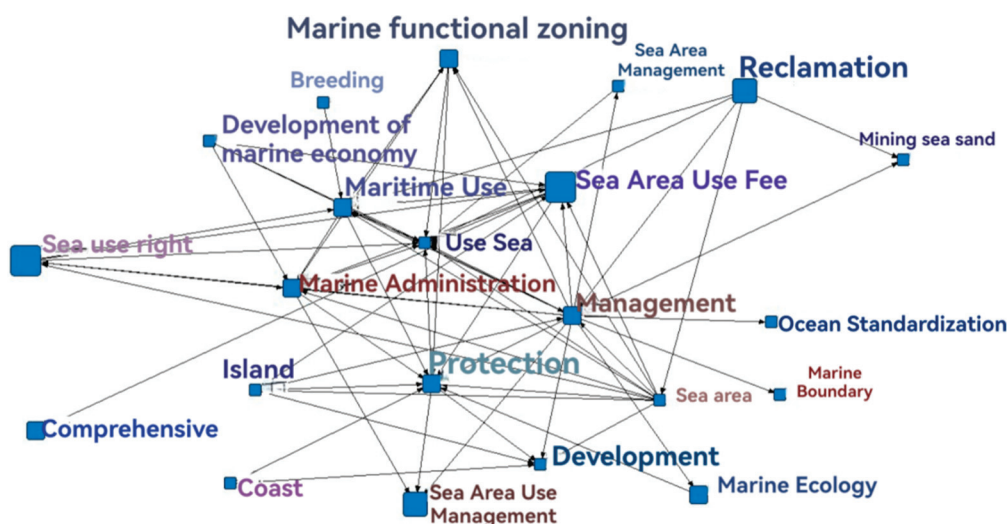 Marine functional zoning
Sea Area
Management
Reclamation
Breeding
Development of
marine economy
Mining sea sand
Maritime Use
Sea Area Use Fee
Sea use right
Use Sea
Marine Administration
Management
Ocean Standardization
Island
Protection
Marine
Boundary
Sea area
Comprehensive
Development
Coast
Sea Area Use
Management
Marine Ecology